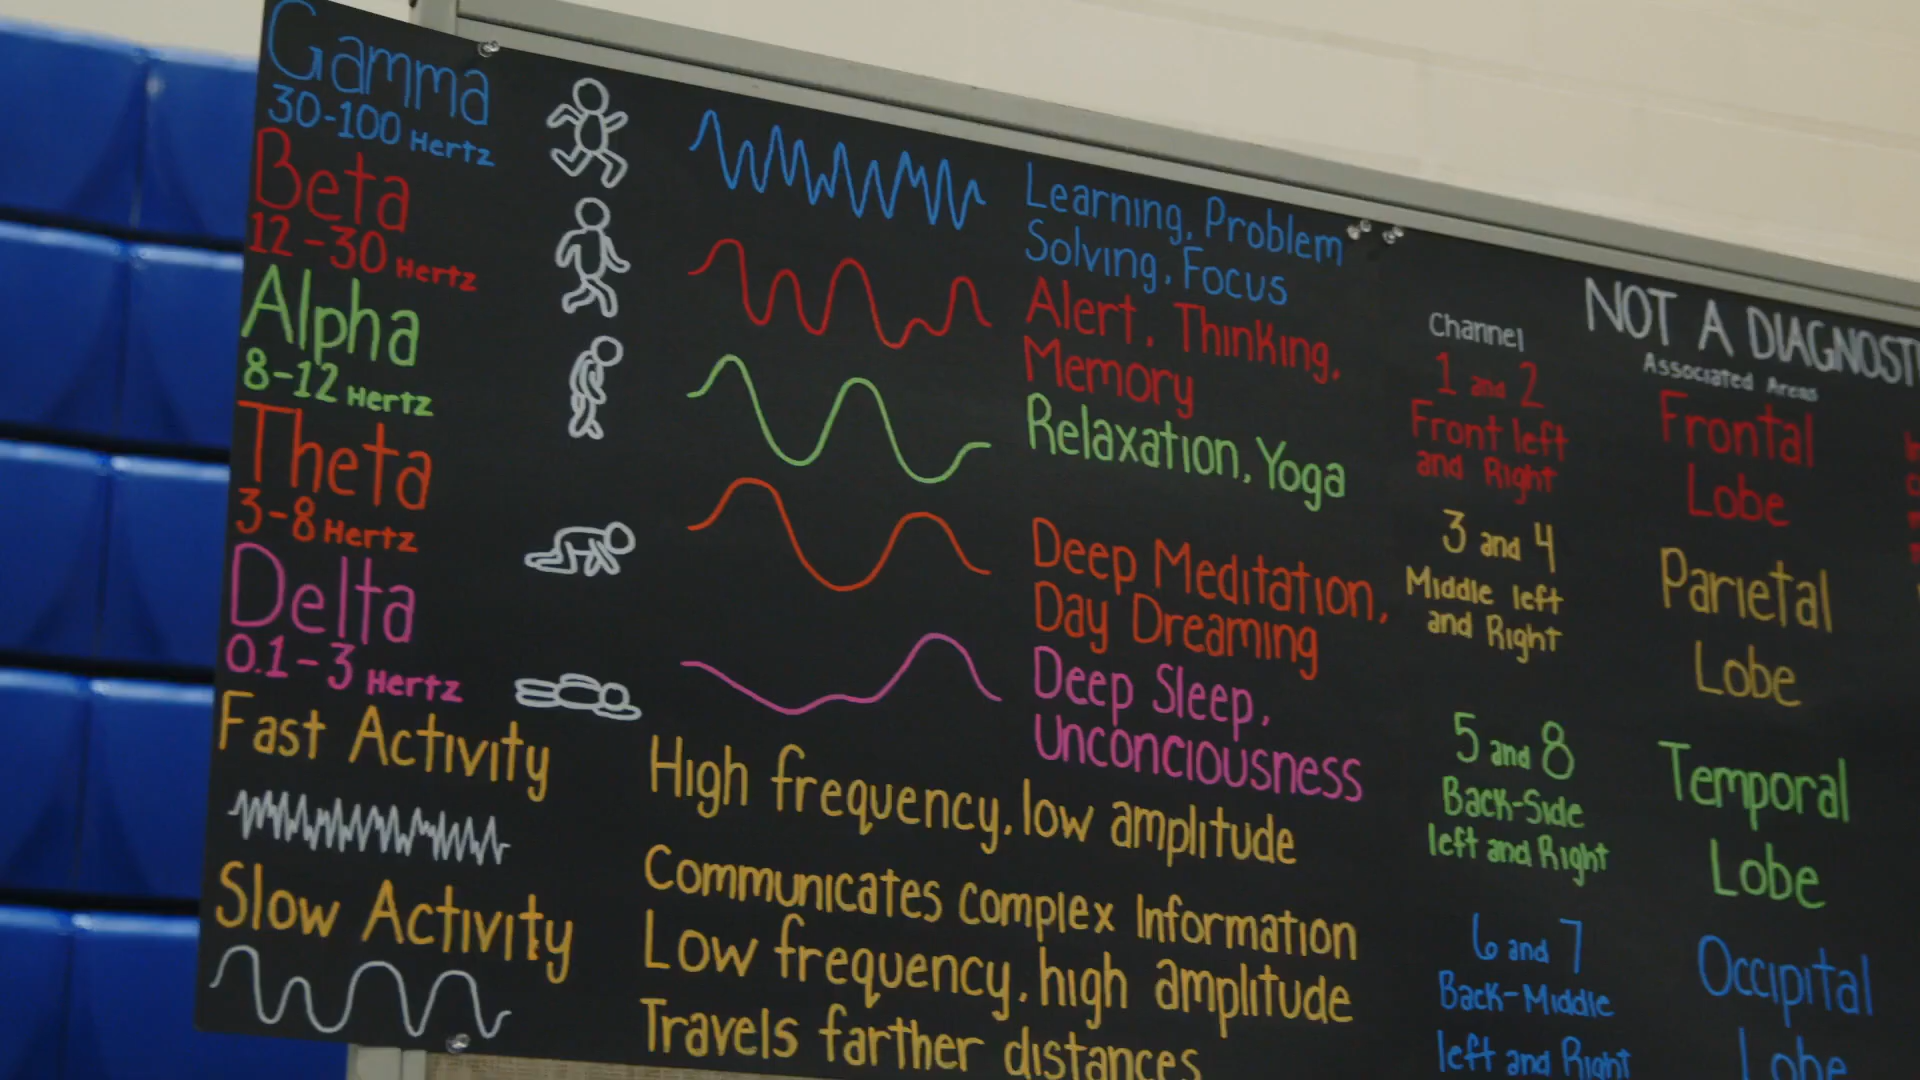 Gamma
30-100 Hertz
Learning, Problem
Solving, Focus
Beta
12-30 Hertz
Alert, Thinking,
Memory
Alpha
8-12 Hertz
Relaxation, Yoga
Theta
3-8 Hertz
Deep Meditation,
Day Dreaming
Delta
0.1-3 Hertz
Deep Sleep,
Unconciousness
Fast Activity
High frequency, low amplitude
Communicates complex Information
Slow Activity
Low frequency, high amplitude
Travels farther distances
NOT A DIAGNOST
Channel
Associated Areas
1 and 2
Front left
and Right
Frontal
Lobe
3 and 4
Middle left
and Right
Parietal
Lobe
5 and 8
Back-Side
left and Right
Temporal
Lobe
6 and 7
Back-Middle
left and Right
Occipital
Lobe